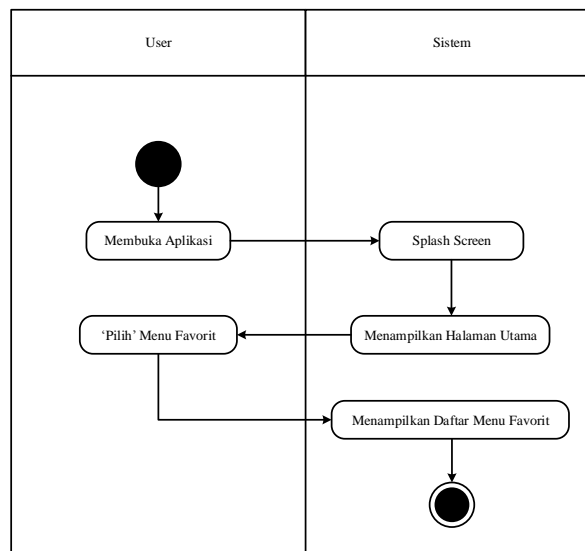 User
Sistem
Membuka Aplikasi
Splash Screen
‘Pilih’ Menu Favorit
Menampilkan Halaman Utama
Menampilkan Daftar Menu Favorit